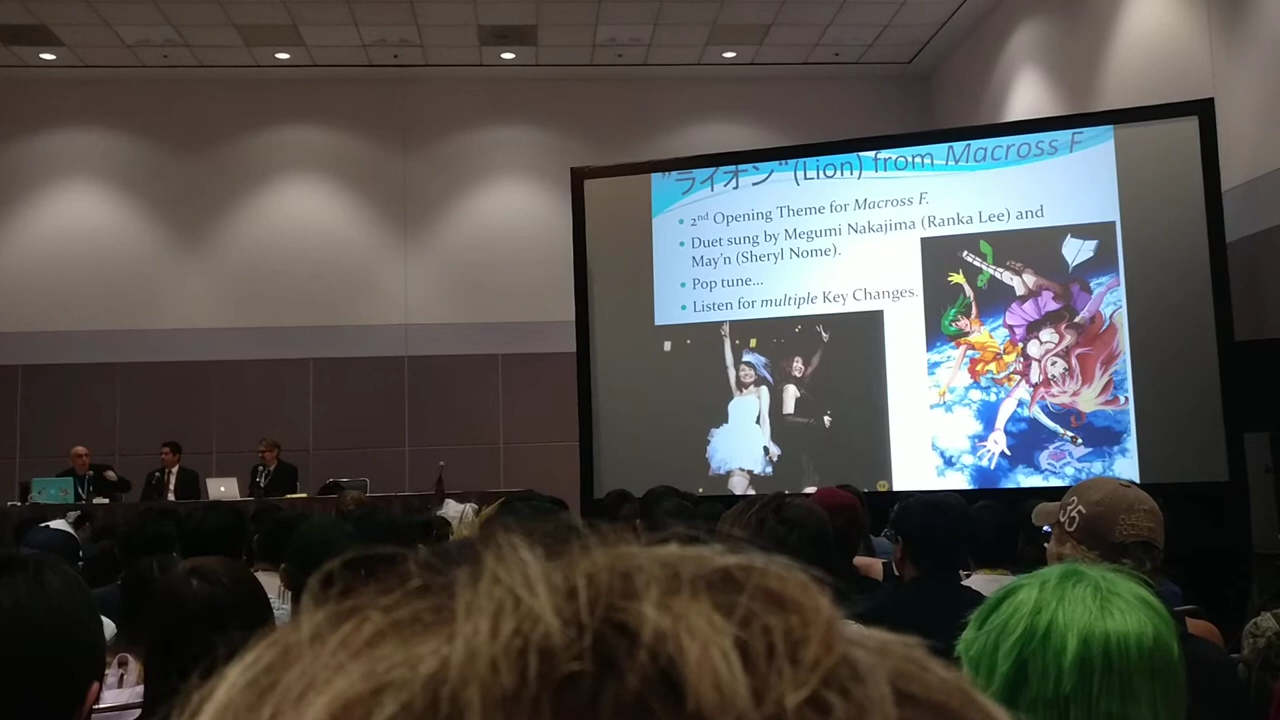 "ライオン" (Lion) from Macross F
2nd Opening Theme for Macross F.
Duet sung by Megumi Nakajima (Ranka Lee) and
May'n (Sheryl Nome).
Pop tune...
Listen for multiple Key Changes.
35